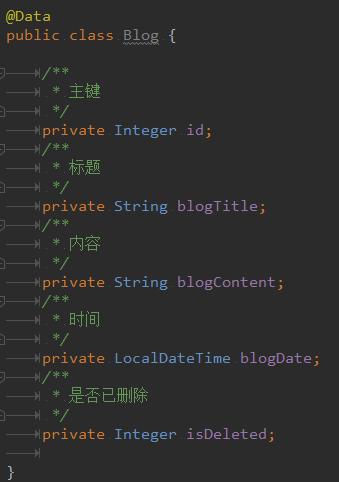 @Data
public class Blog {
/**
* 主键
*/
private Integer id;
/**
* 标题
*/
private String blogTitle;
/**
* 内容
*/
private String blogContent;
/**
* 时间
*/
private LocalDateTime blogDate;
/**
* 是否已删除
*/
private Integer isDeleted;
}